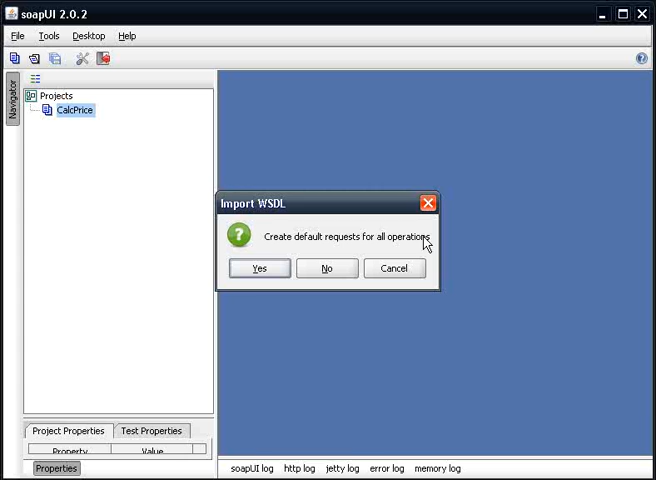 soapUI 2.0.2
File Tools Desktop Help
Navigator
Projects
CalcPrice
Import WSDL
Create default requests for all operations
Yes No Cancel
Project Properties Test Properties
Property Value
Properties
soapUI log http log jetty log error log memory log